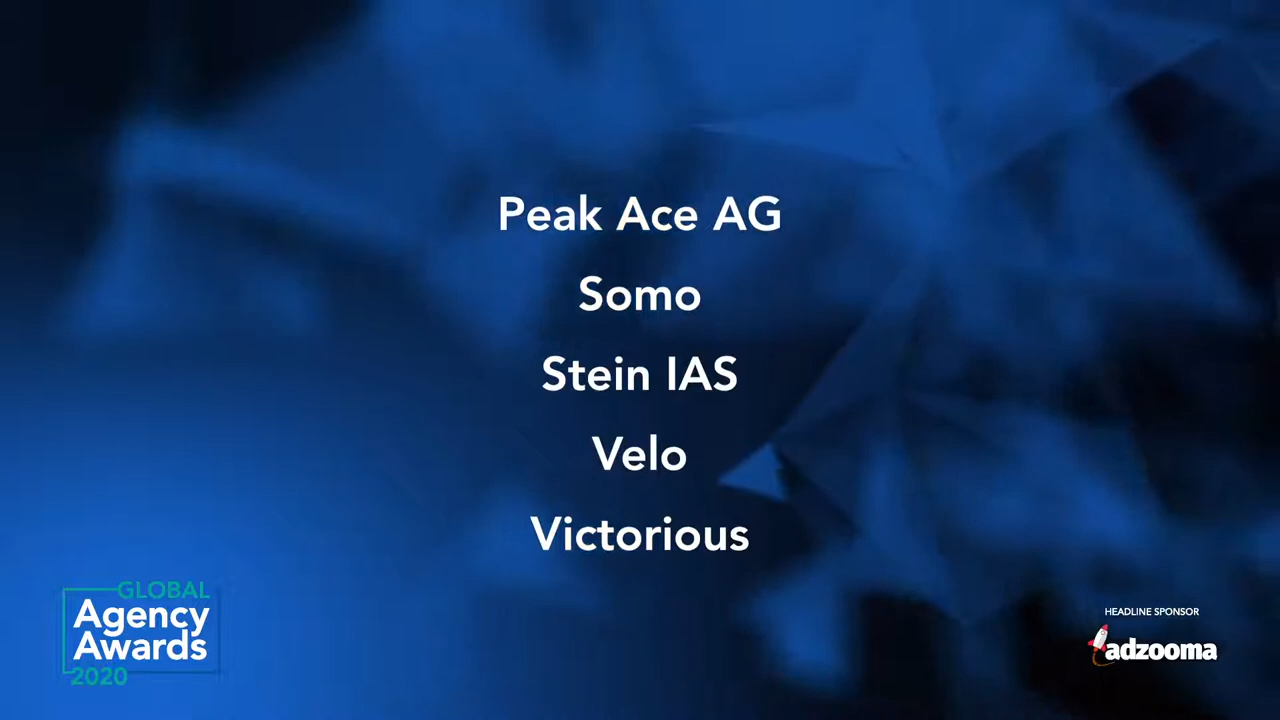 Peak Ace AG
Somo
Stein IAS
Velo
Victorious
GLOBAL
Agency
Awards
2020
HEADLINE SPONSOR
adzooma